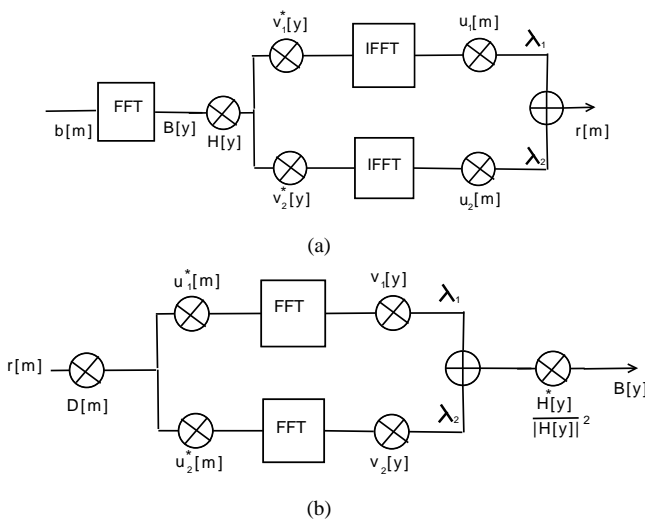 v₁*[y]
u₁[m]
λ₁
FFT
IFFT
b[m]
B[y]
H[y]
r[m]
IFFT
λ₂
v₂*[y]
u₂[m]
(a)
u₁*[m]
v₁[y]
λ₁
FFT
r[m]
D[m]
B[y]
H*[y]
|H[y]|²
λ₂
FFT
u₂*[m]
v₂[y]
(b)